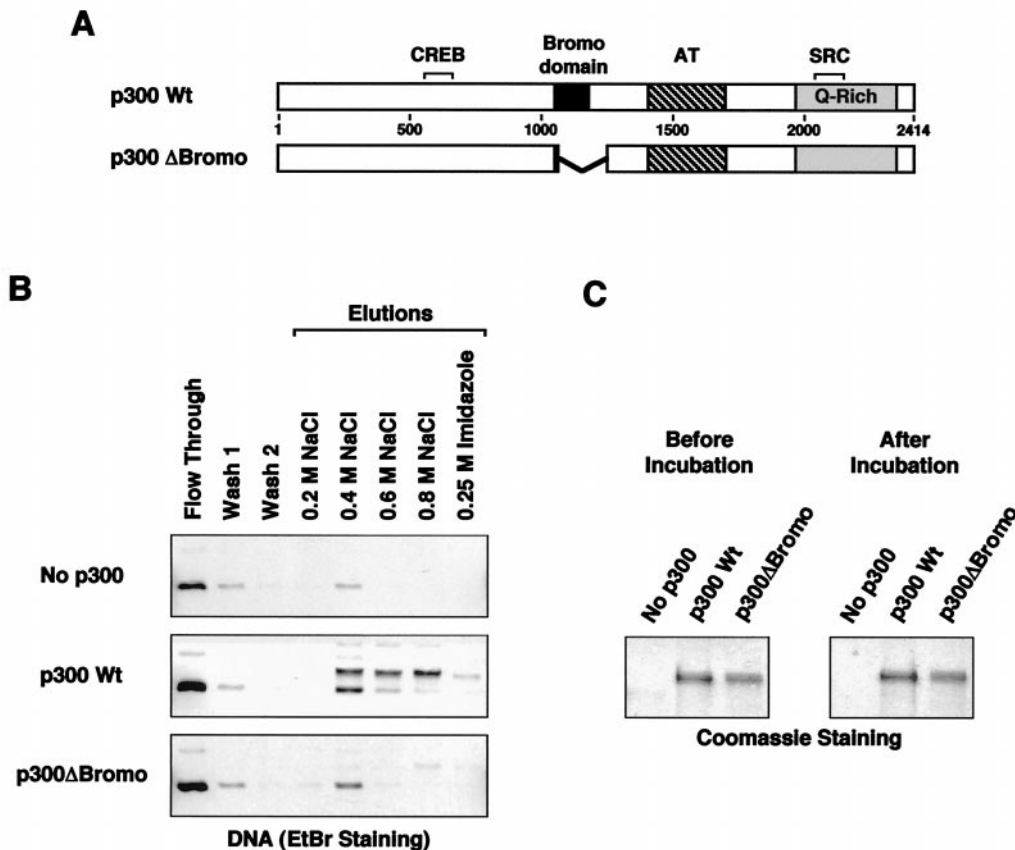 A
CREB
Bromo
domain
AT
SRC
p300 Wt
Q-Rich
1 500 1000 1500 2000 2414
p300 ΔBromo
B
Elutions
Flow Through
Wash 1
Wash 2
0.2 M NaCl
0.4 M NaCl
0.6 M NaCl
0.8 M NaCl
0.25 M Imidazole
No p300
p300 Wt
p300ΔBromo
DNA (EtBr Staining)
C
Before
Incubation
After
Incubation
No p300
p300 Wt
p300ΔBromo
No p300
p300 Wt
p300ΔBromo
Coomassie Staining